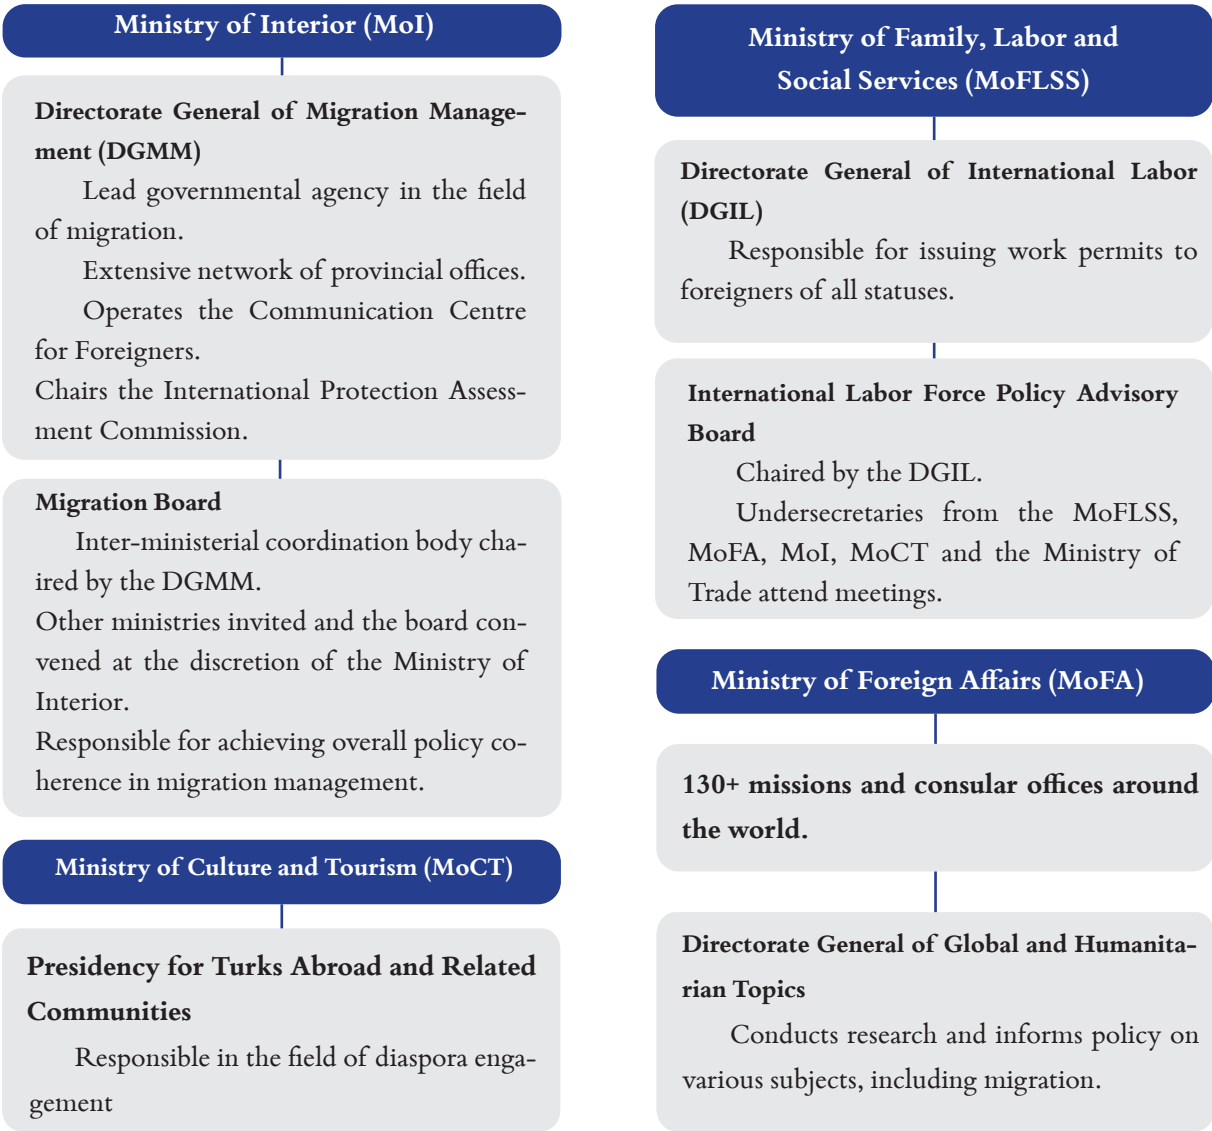 Ministry of Interior (MoI)
Directorate General of Migration Manage-
ment (DGMM)
Lead governmental agency in the field
of migration.
Extensive network of provincial offices.
Operates the Communication Centre
for Foreigners.
Chairs the International Protection Assess-
ment Commission.
Migration Board
Inter-ministerial coordination body cha-
ired by the DGMM.
Other ministries invited and the board con-
vened at the discretion of the Ministry of
Interior.
Responsible for achieving overall policy co-
herence in migration management.
Ministry of Culture and Tourism (MoCT)
Presidency for Turks Abroad and Related
Communities
Responsible in the field of diaspora enga-
gement
Ministry of Family, Labor and
Social Services (MoFLSS)
Directorate General of International Labor
(DGIL)
Responsible for issuing work permits to
foreigners of all statuses.
International Labor Force Policy Advisory
Board
Chaired by the DGIL.
Undersecretaries from the MoFLSS,
MoFA, MoI, MoCT and the Ministry of
Trade attend meetings.
Ministry of Foreign Affairs (MoFA)
130+ missions and consular offices around
the world.
Directorate General of Global and Humanita-
rian Topics
Conducts research and informs policy on
various subjects, including migration.